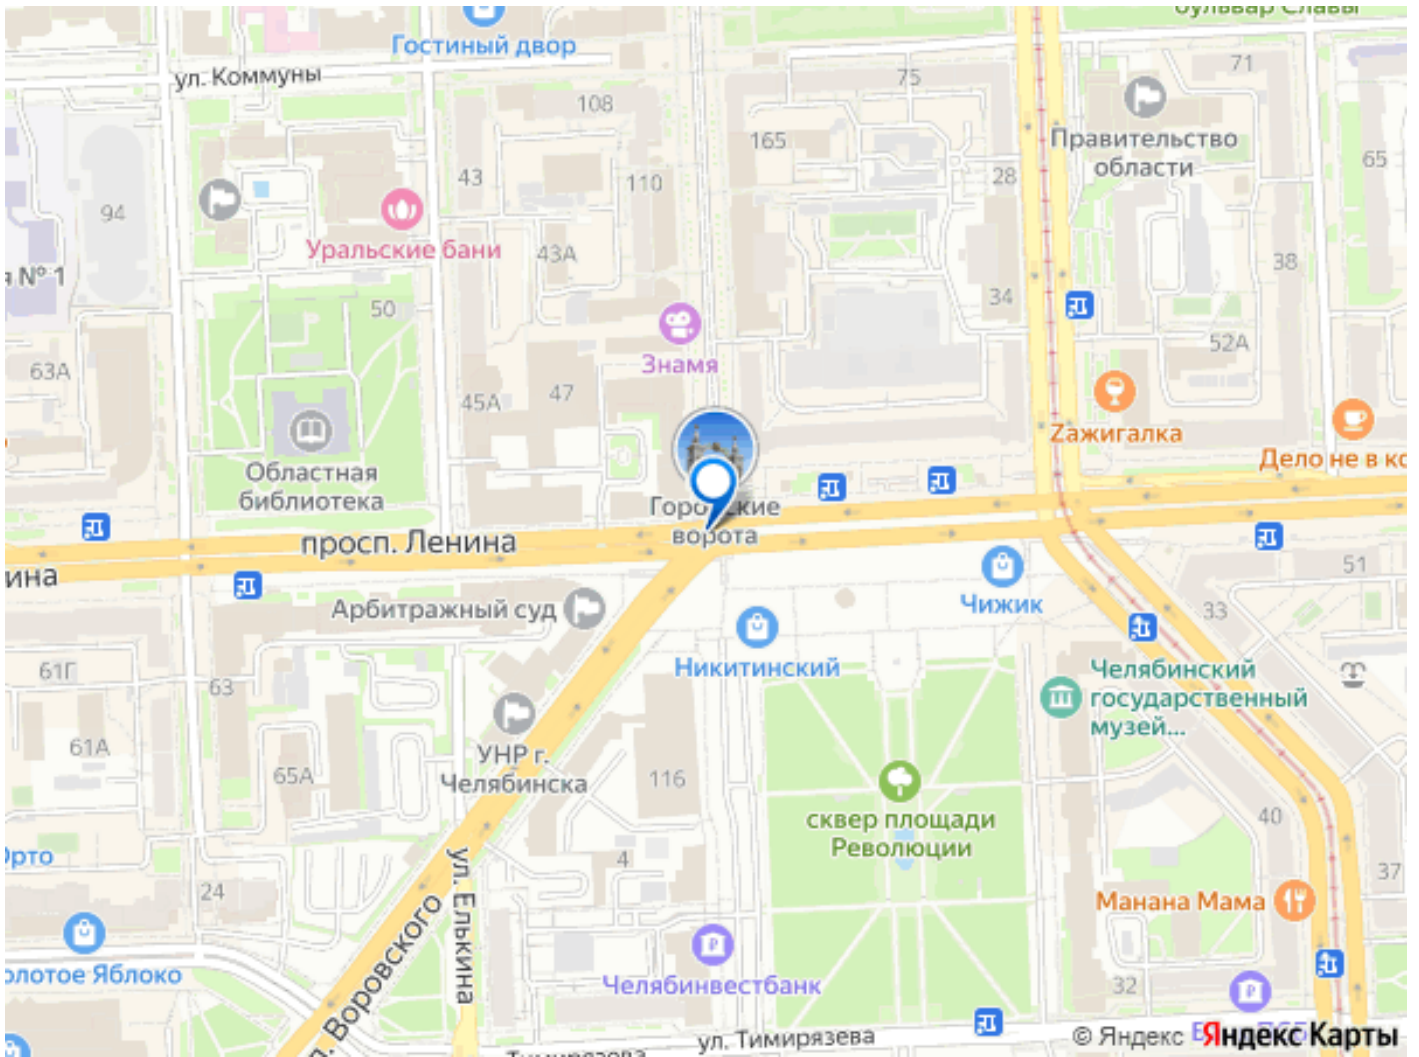 бульвар Славы
Гостиный двор
ул. Коммуны
75
71
108
Правительство
области
165
65
43
110
28
94
Уральские бани
43А
я № 1
38
50
34
Знамя
52А
63А
47
45А
Zажигалка
Областная
библиотека
Дело не в ко
Городские
ворота
просп. Ленина
ина
51
Арбитражный суд
Чижик
33
Никитинский
61Г
63
Челябинский
государственный
музей...
61А
УНР г.
Челябинска
65А
116
сквер площади
Революции
40
Орто
4
37
24
ул. Елькина
Манана Мама
Воровского
олотое Яблоко
Челябинвестбанк
32
ул. Тимирязева
© Яндекс
Яндекс Карты
Тимирязева